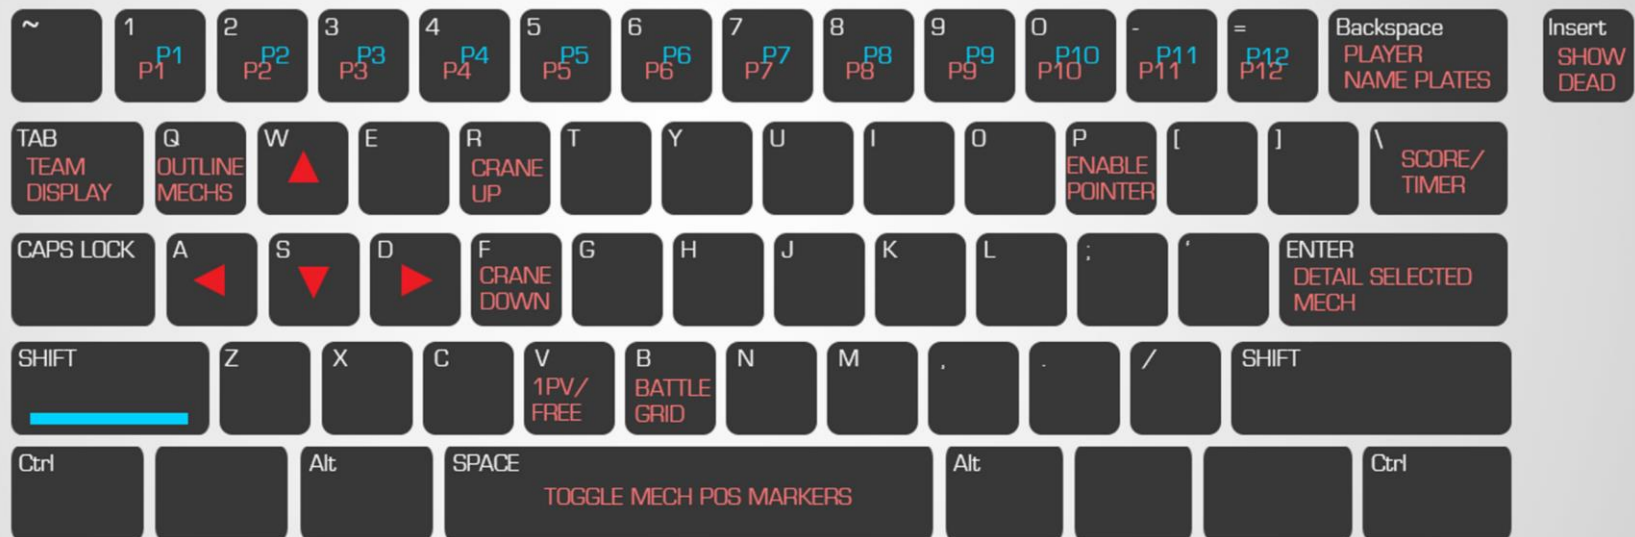 ~
1 P1 P1
2 P2 P2
3 P3 P3
4 P4 P4
5 P5 P5
6 P6 P6
7 P7 P7
8 P8 P8
9 P9 P9
0 P10 P10
- P11 P11
= P12 P12
Backspace
PLAYER
NAME PLATES
Insert
SHOW
DEAD
TAB
TEAM
DISPLAY
Q
OUTLINE
MECHS
W
E
R
CRANE
UP
T
Y
U
I
O
P
ENABLE
POINTER
[
]
\
SCORE/
TIMER
CAPS LOCK
A
S
D
F
CRANE
DOWN
G
H
J
K
L
;
'
ENTER
DETAIL SELECTED
MECH
SHIFT
Z
X
C
V
1PV/
FREE
B
BATTLE
GRID
N
M
,
.
/
SHIFT
Ctrl
Alt
SPACE
TOGGLE MECH POS MARKERS
Alt
Ctrl